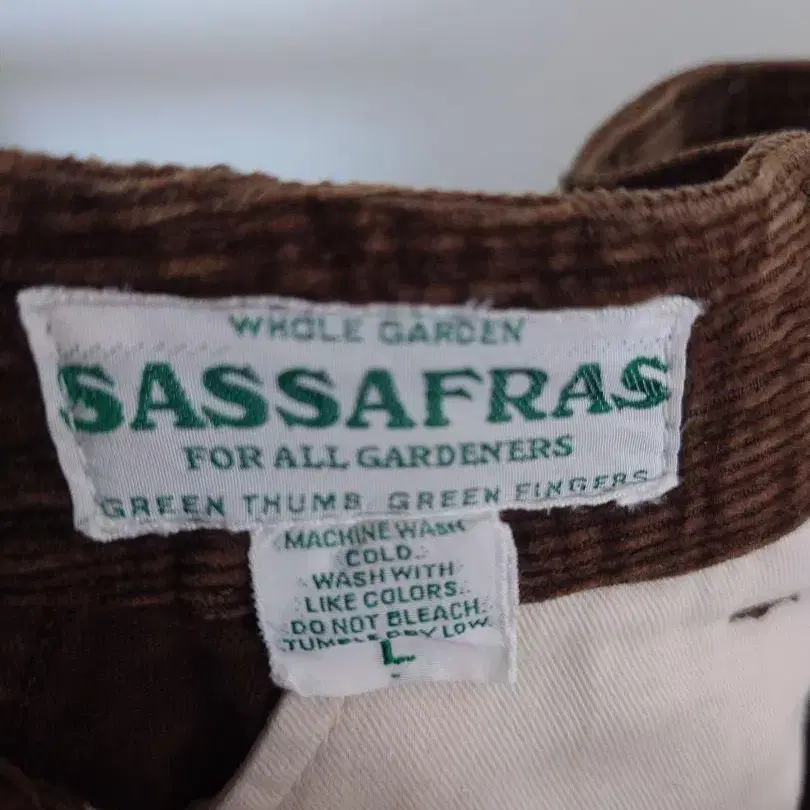 WHOLE GARDEN
SASSAFRAS
FOR ALL GARDENERS
GREEN THUMB GREEN FINGERS
MACHINE WASH
COLD.
WASH WITH
LIKE COLORS.
DO NOT BLEACH.
TUMBLE DRY LOW
L